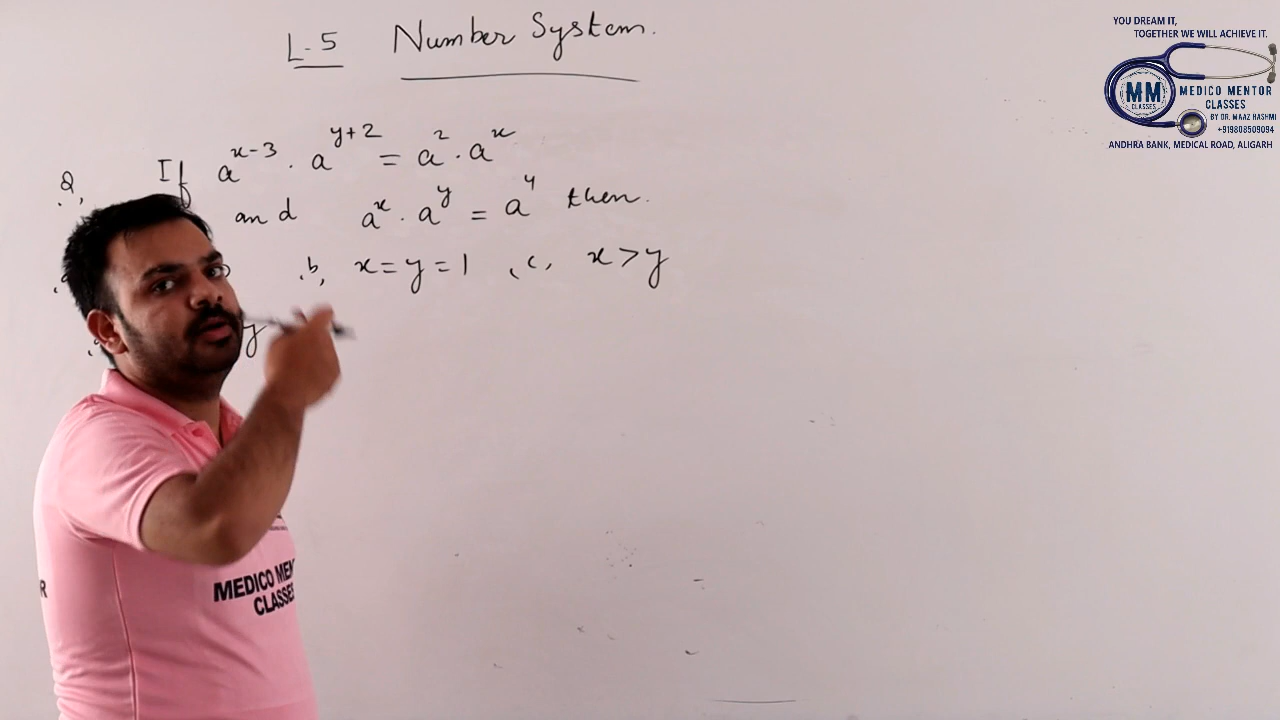 YOU DREAM IT,
TOGETHER WE WILL ACHIEVE IT.
MM
CLASSES
MEDICO MENTOR
CLASSES
BY DR. MAAZ HASHMI
+919808509094
ANDHRA BANK, MEDICAL ROAD, ALIGARH
L-5 Number System.
Q. If a^{x-3} . a^{y+2} = a^2 . a^x
and a^x . a^y = a^4 then.
(b, x = y = 1 (c, x > y
y
R
MEDICO MEN
CLASSES